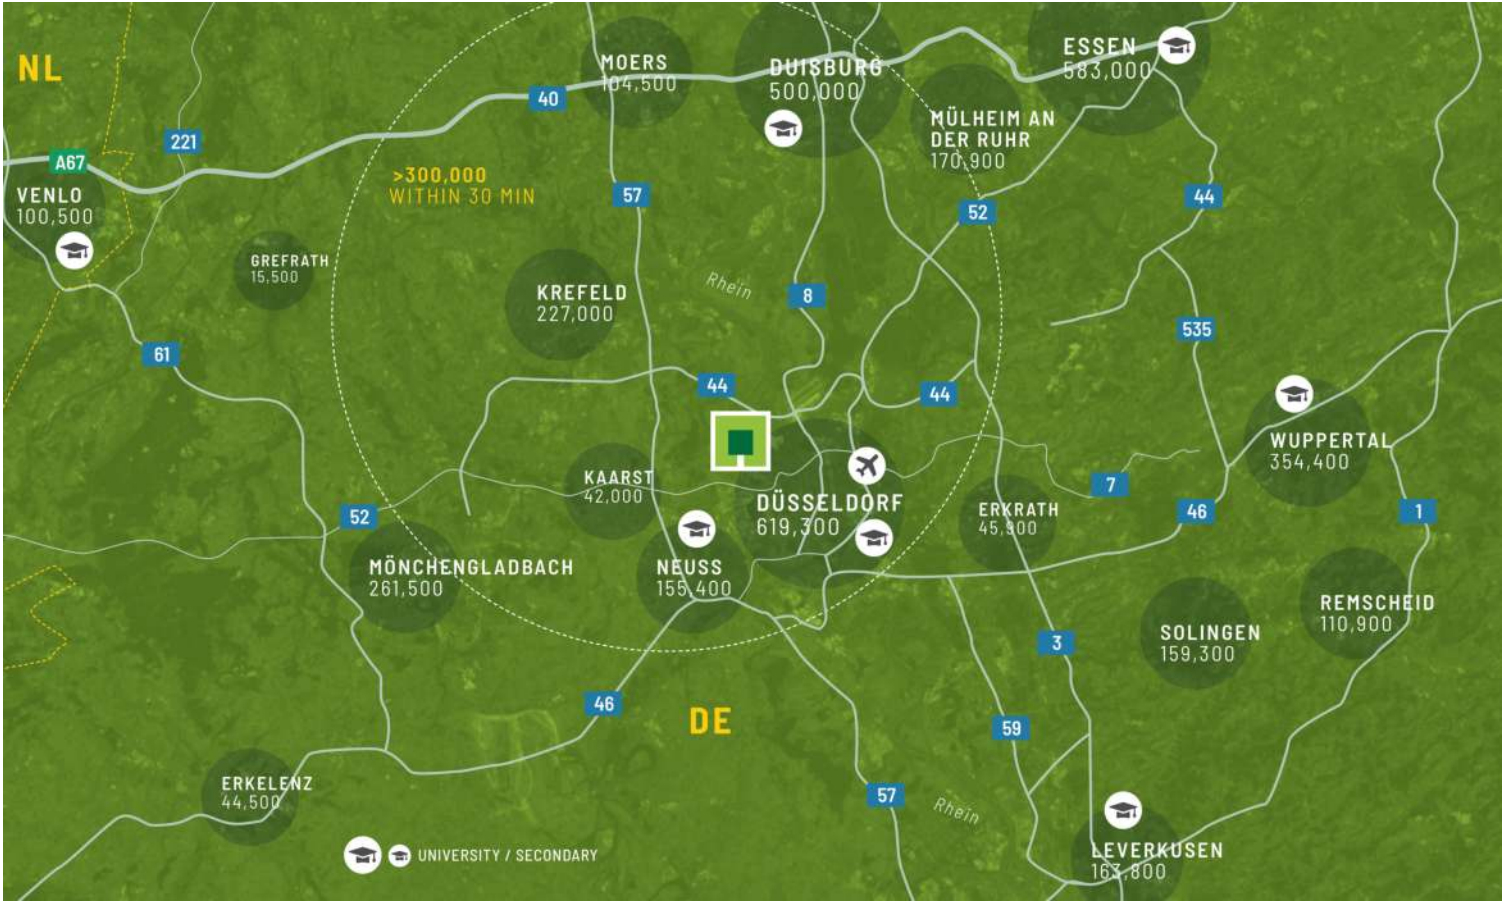 NL
MOERS
104,500
DUISBURG
500,000
ESSEN
583,000
40
MÜLHEIM AN
DER RUHR
170,900
221
A67
>300,000
WITHIN 30 MIN
VENLO
100,500
57
52
44
GREFRATH
15,500
KREFELD
227,000
Rhein
8
535
61
44
44
WUPPERTAL
354,400
KAARST
42,000
DÜSSELDORF
619,300
ERKRATH
45,900
7
46
1
52
MÖNCHENGLADBACH
261,500
NEUSS
155,400
REMSCHEID
110,900
SOLINGEN
159,300
3
46
DE
59
ERKELENZ
44,500
57
Rhein
LEVERKUSEN
163,800
UNIVERSITY / SECONDARY